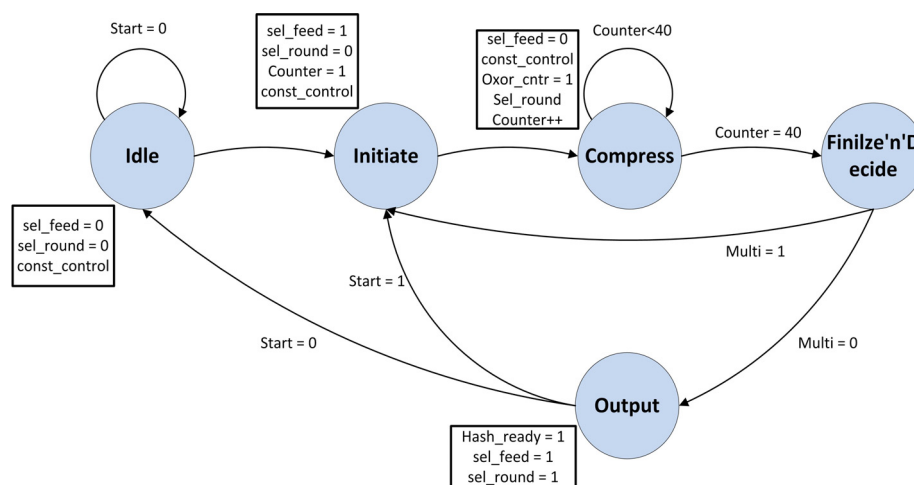 Start = 0
sel_feed = 1
sel_round = 0
Counter = 1
const_control
sel_feed = 0
const_control
Oxor_cntr = 1
Sel_round
Counter++
Counter<40
Idle
Initiate
Compress
Counter = 40
Finilze'n'D
ecide
sel_feed = 0
sel_round = 0
const_control
Multi = 1
Start = 1
Start = 0
Multi = 0
Output
Hash_ready = 1
sel_feed = 1
sel_round = 1